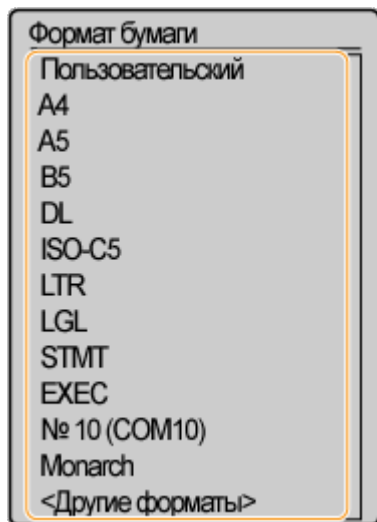 Формат бумаги
Пользовательский
A4
A5
B5
DL
ISO-C5
LTR
LGL
STMT
EXEC
№ 10 (COM10)
Monarch
<Другие форматы>